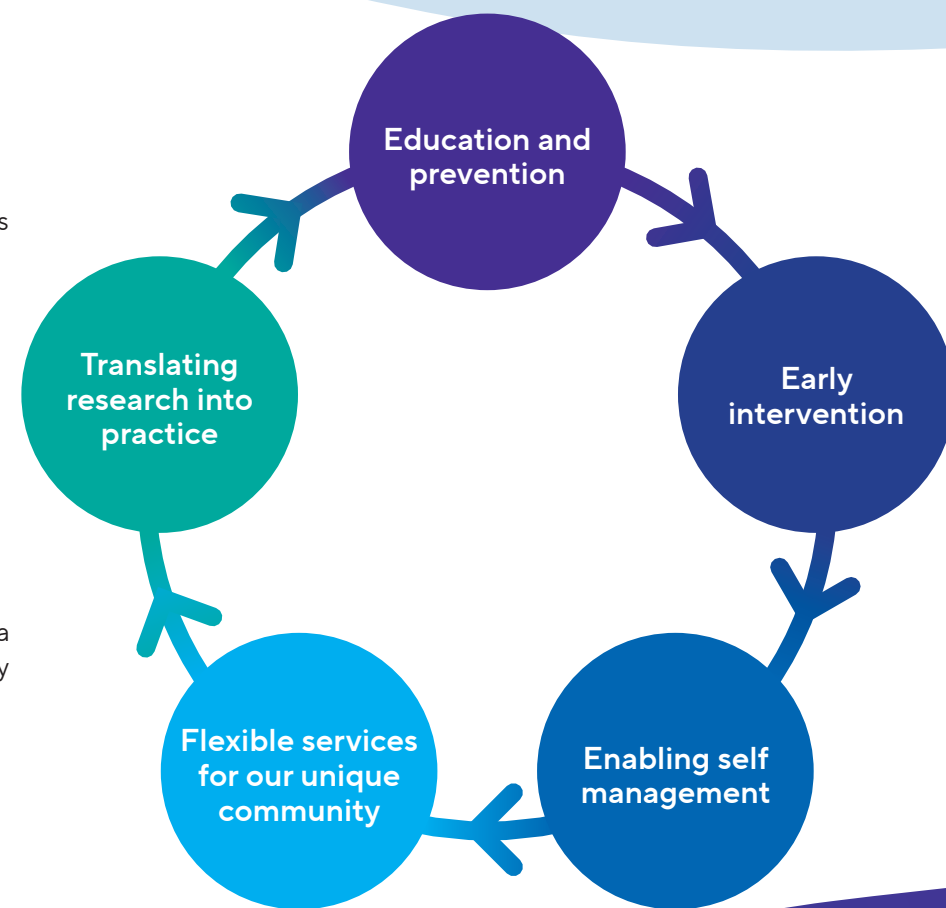 Education and
prevention
s
Translating
research into
practice
Early
intervention
a
y
Flexible services
for our unique
community
Enabling self
management